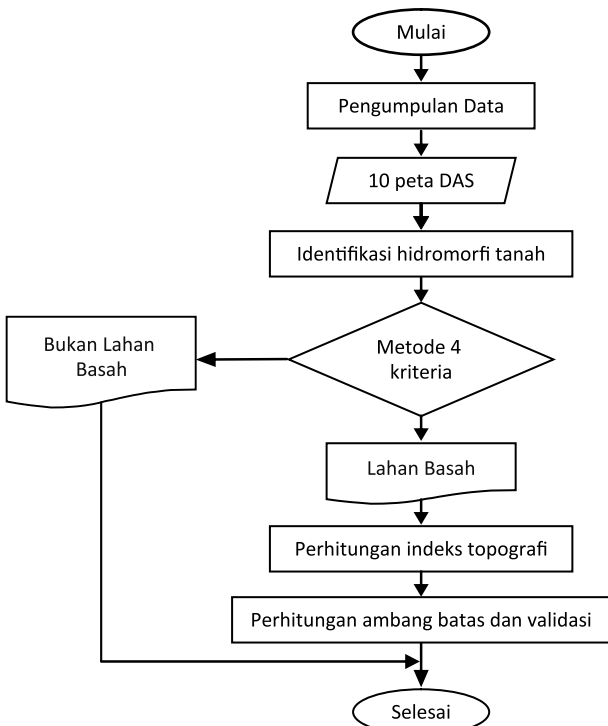 Mulai
Pengumpulan Data
10 peta DAS
Identifikasi hidromorfi tanah
Metode 4
kriteria
Bukan Lahan
Basah
Lahan Basah
Perhitungan indeks topografi
Perhitungan ambang batas dan validasi
Selesai